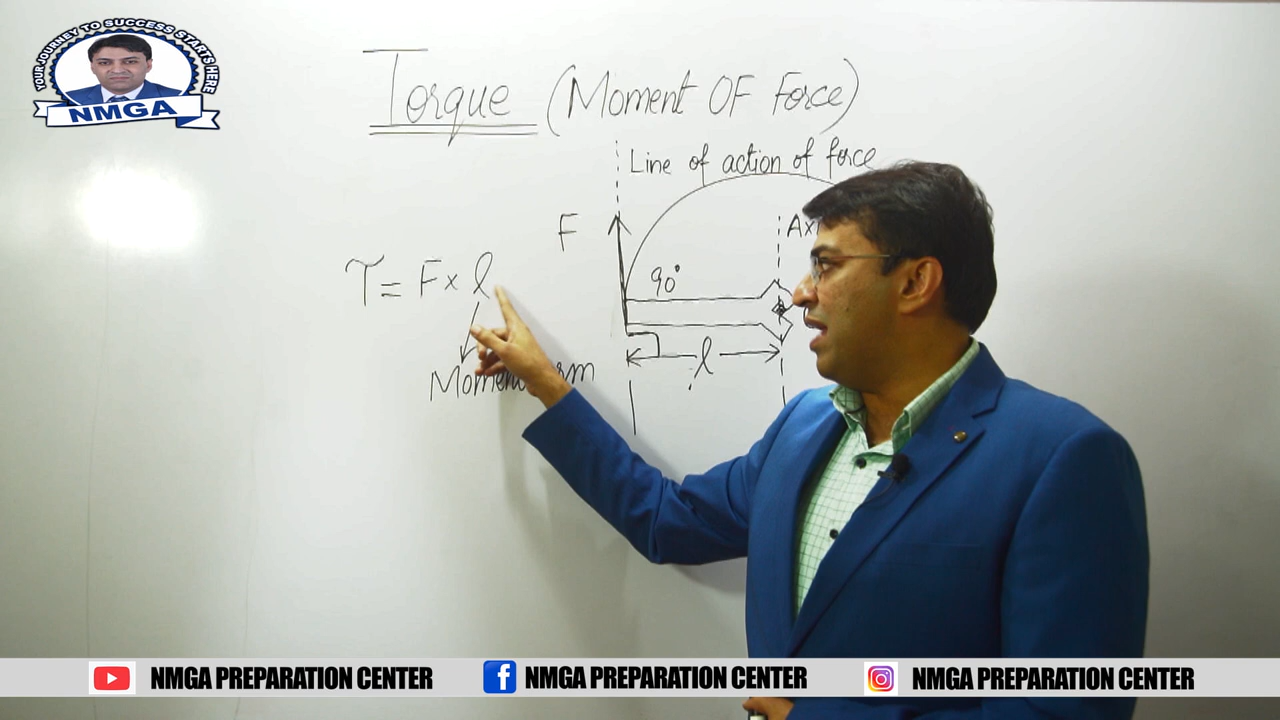 YOUR JOURNEY TO SUCCESS STARTS HERE
NMGA
Torque (Moment OF Force)
Line of action of force
F
90°
τ = F × l
l
NMGA PREPARATION CENTER
NMGA PREPARATION CENTER
NMGA PREPARATION CENTER